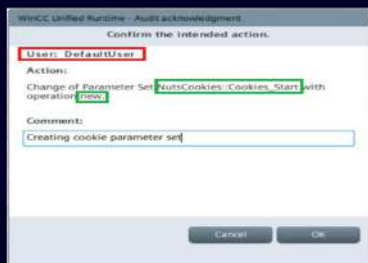 WinCC Unified Runtime - Audit acknowledgment
Confirm the intended action.
User: DefaultUser
Action:
Change of Parameter Set NutsCookies::Cookies_Start with
operation new.
Comment:
Creating cookie parameter set
Cancel OK